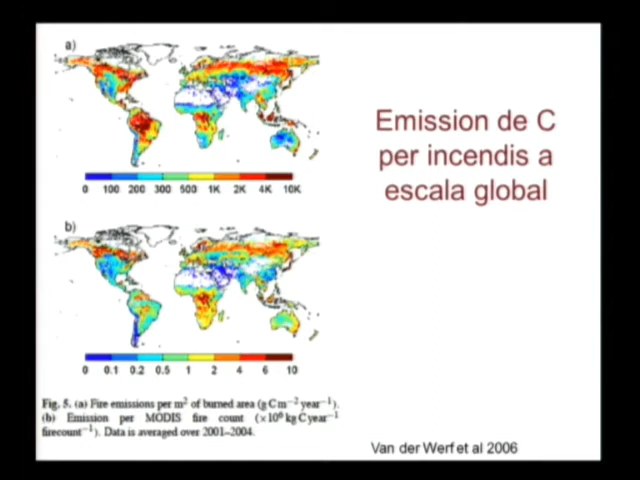 a)
0 100 200 300 500 1K 2K 4K 10K
b)
0 0.1 0.2 0.5 1 2 4 6 10
Fig. 5. (a) Fire emissions per m² of burned area (g C m⁻² year⁻¹).
(b) Emission per MODIS fire count (×10⁶ kg C year⁻¹
firecount⁻¹). Data is averaged over 2001–2004.
Emission de C
per incendis a
escala global
Van der Werf et al 2006